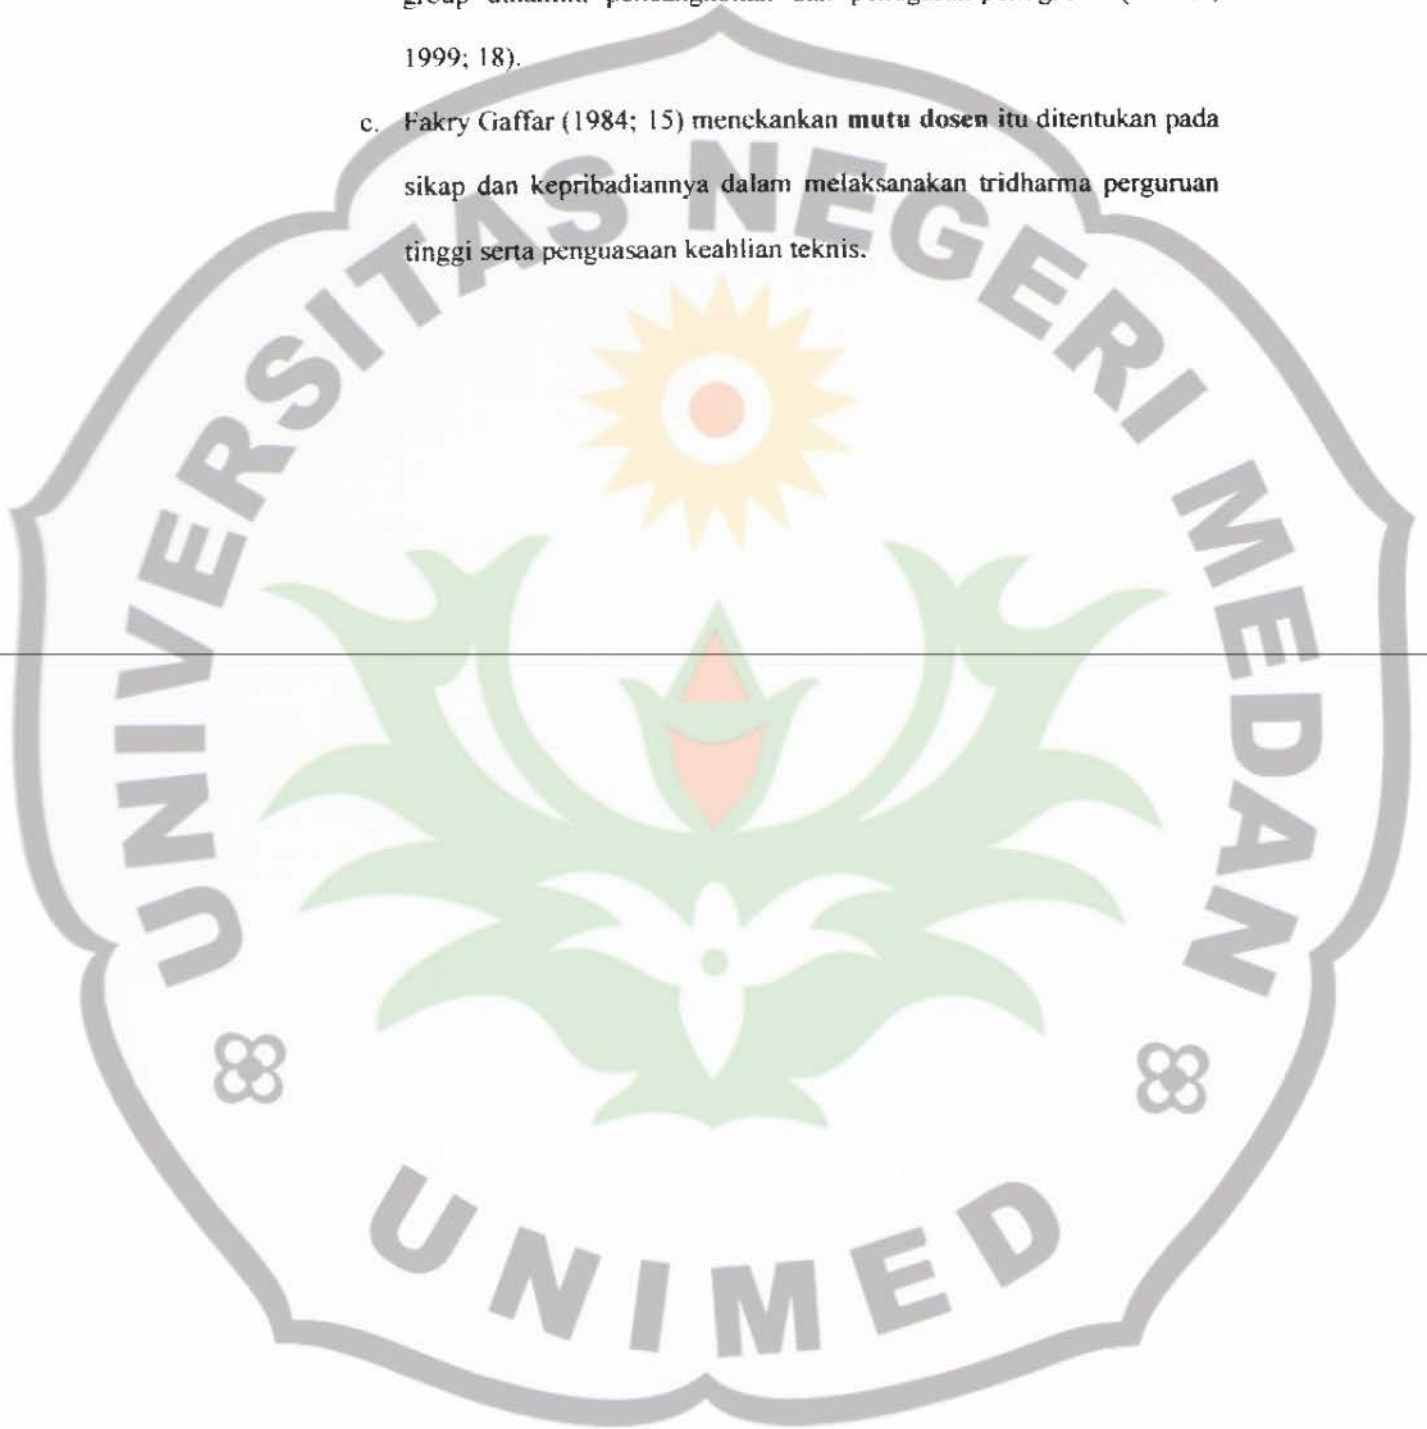 1999; 18).
c. Fakry Gaffar (1984; 15) menekankan mutu dosen itu ditentukan pada
sikap dan kepribadiannya dalam melaksanakan tridharma perguruan
tinggi serta penguasaan keahlian teknis.
UNIVERSITAS NEGERI MEDAN
UNIMED